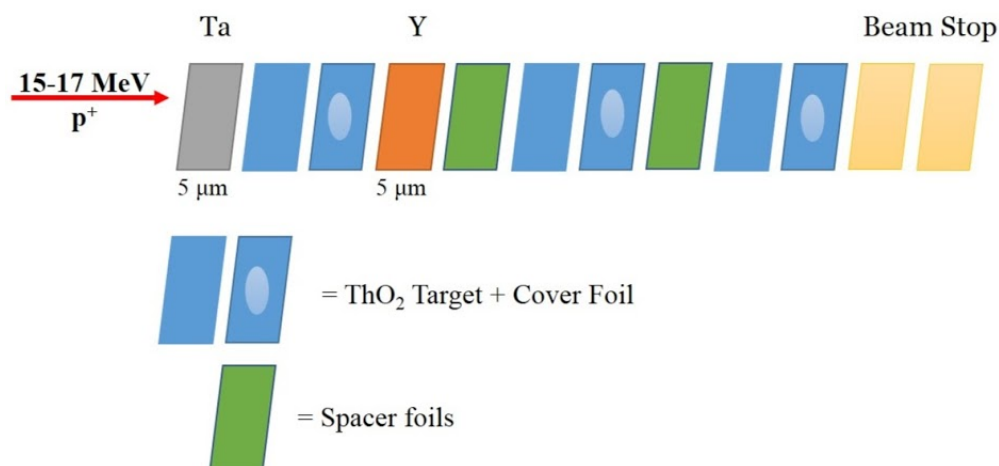 Ta
Y
Beam Stop
15-17 MeV
p⁺
5 μm
5 μm
= ThO₂ Target + Cover Foil
= Spacer foils